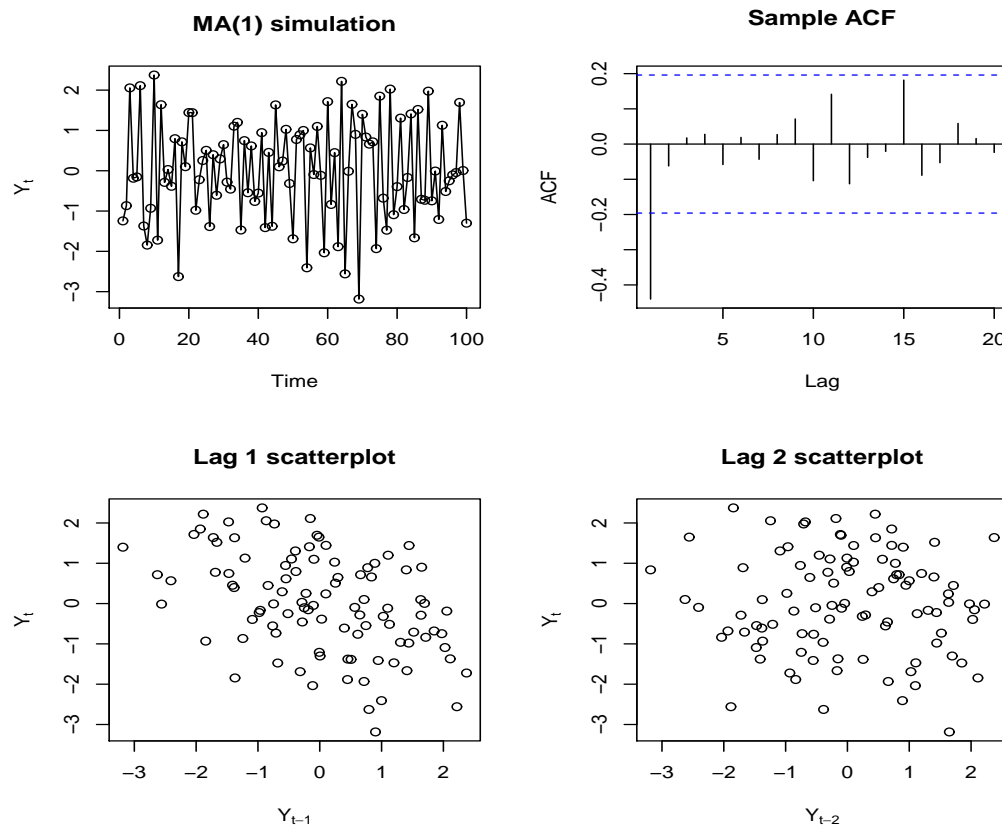 MA(1) simulation
Y_t
2
1
0
−1
−2
−3
0 20 40 60 80 100
Time
Sample ACF
ACF
0.2
0.0
−0.2
−0.4
5 10 15 20
Lag
Lag 1 scatterplot
Y_t
2
1
0
−1
−2
−3
−3 −2 −1 0 1 2
Y_{t−1}
Lag 2 scatterplot
Y_t
2
1
0
−1
−2
−3
−3 −2 −1 0 1 2
Y_{t−2}